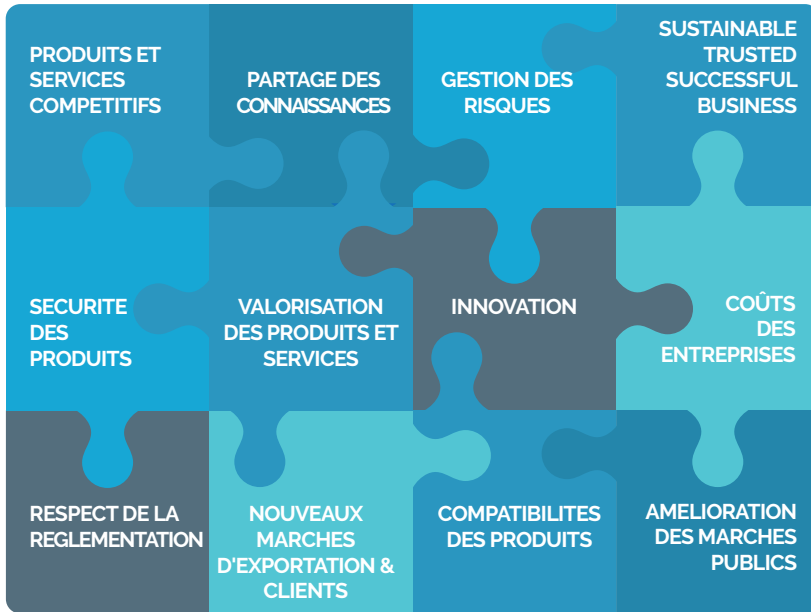 PRODUITS ET
SERVICES
COMPETITIFS
PARTAGE DES
CONNAISSANCES
GESTION DES
RISQUES
SUSTAINABLE
TRUSTED
SUCCESSFUL
BUSINESS
SECURITE
DES
PRODUITS
VALORISATION
DES PRODUITS ET
SERVICES
INNOVATION
COÛTS
DES
ENTREPRISES
RESPECT DE LA
REGLEMENTATION
NOUVEAUX
MARCHES
D'EXPORTATION &
CLIENTS
COMPATIBILITES
DES PRODUITS
AMELIORATION
DES MARCHES
PUBLICS